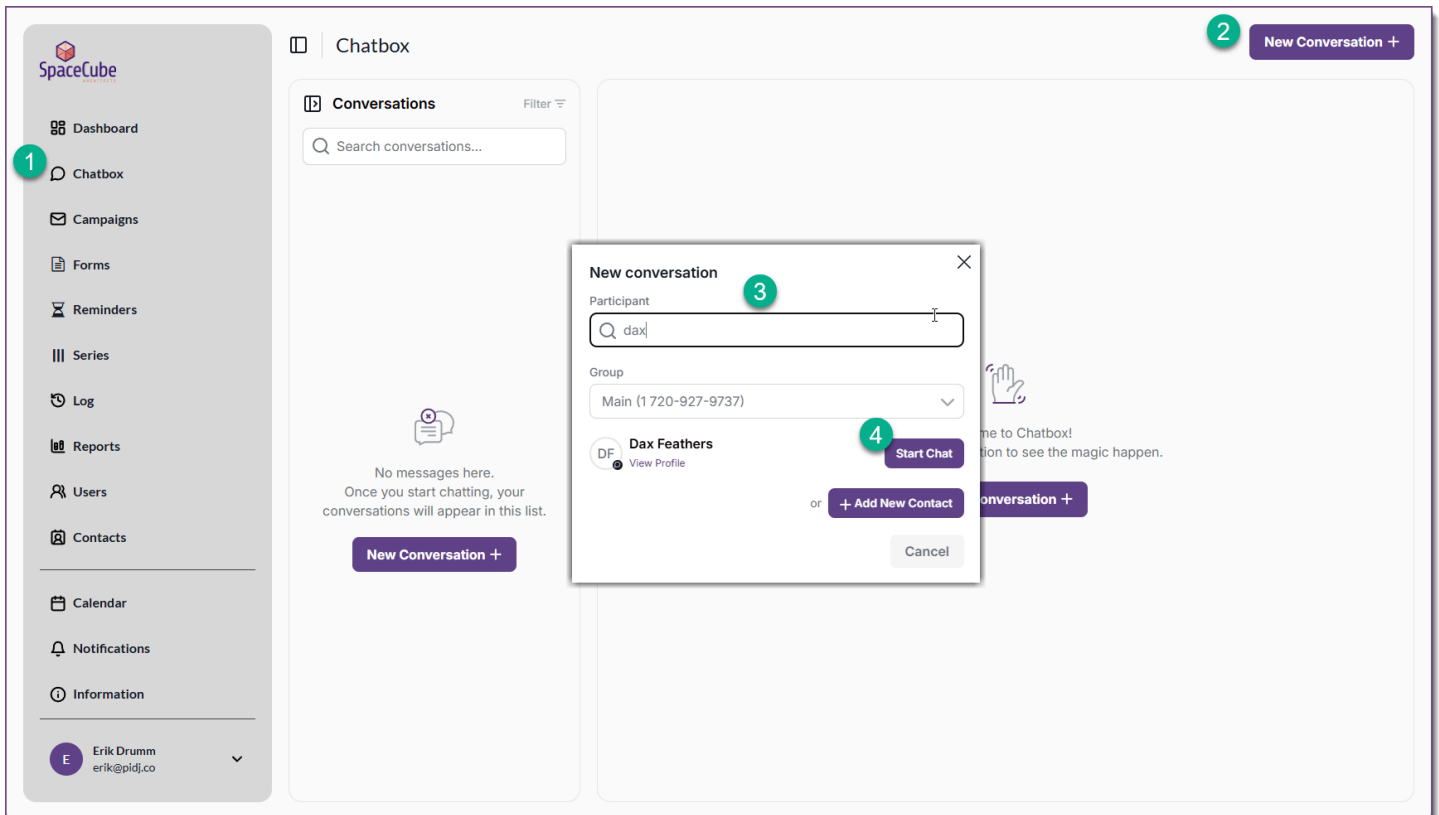 SpaceCube
ARCHITECTS
Dashboard
1
Chatbox
Campaigns
Forms
Reminders
Series
Log
Reports
Users
Contacts
Calendar
Notifications
Information
E
Erik Drumm
erik@pidj.co
Chatbox
2
New Conversation +
Conversations
Filter
Search conversations...
No messages here.
Once you start chatting, your
conversations will appear in this list.
New Conversation +
New conversation
3
Participant
dax
Group
Main (1 720-927-9737)
4
DF
Dax Feathers
View Profile
Start Chat
or
+ Add New Contact
Cancel
me to Chatbox!
tion to see the magic happen.
onversation +